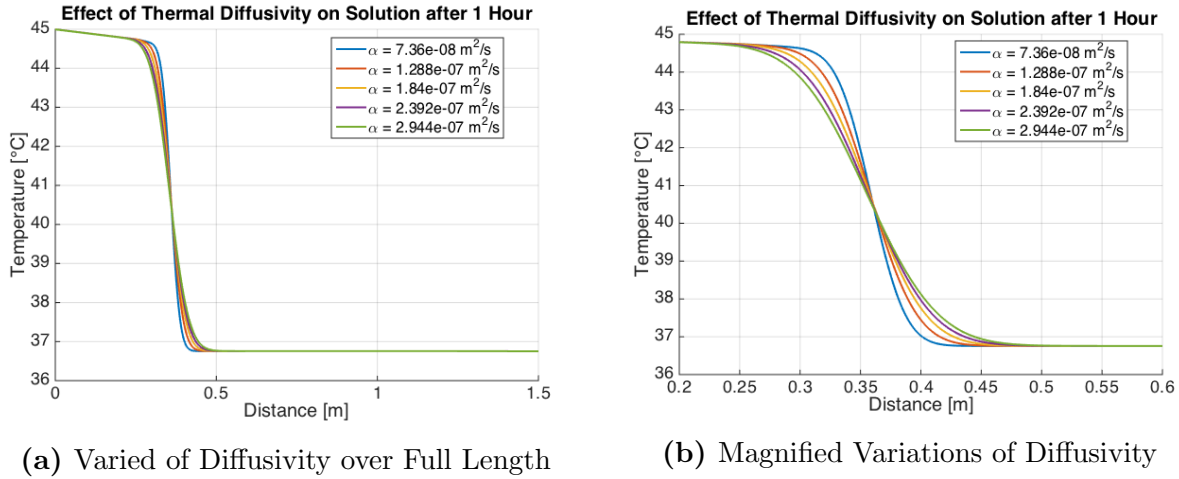 Effect of Thermal Diffusivity on Solution after 1 Hour
45
44
43
42
41
40
39
38
37
36
Temperature [°C]
α = 7.36e-08 m²/s
α = 1.288e-07 m²/s
α = 1.84e-07 m²/s
α = 2.392e-07 m²/s
α = 2.944e-07 m²/s
0 0.5 1 1.5
Distance [m]
(a) Varied of Diffusivity over Full Length
Effect of Thermal Diffusivity on Solution after 1 Hour
45
44
43
42
41
40
39
38
37
36
Temperature [°C]
α = 7.36e-08 m²/s
α = 1.288e-07 m²/s
α = 1.84e-07 m²/s
α = 2.392e-07 m²/s
α = 2.944e-07 m²/s
0.2 0.25 0.3 0.35 0.4 0.45 0.5 0.55 0.6
Distance [m]
(b) Magnified Variations of Diffusivity